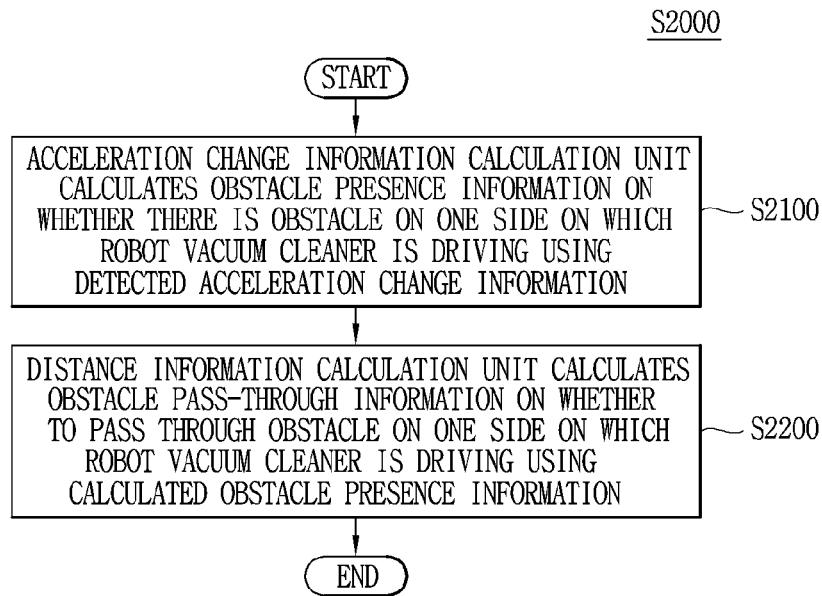 S2000
START
ACCELERATION CHANGE INFORMATION CALCULATION UNIT
CALCULATES OBSTACLE PRESENCE INFORMATION ON
WHETHER THERE IS OBSTACLE ON ONE SIDE ON WHICH
ROBOT VACUUM CLEANER IS DRIVING USING
DETECTED ACCELERATION CHANGE INFORMATION
S2100
DISTANCE INFORMATION CALCULATION UNIT CALCULATES
OBSTACLE PASS-THROUGH INFORMATION ON WHETHER
TO PASS THROUGH OBSTACLE ON ONE SIDE ON WHICH
ROBOT VACUUM CLEANER IS DRIVING USING
CALCULATED OBSTACLE PRESENCE INFORMATION
S2200
END